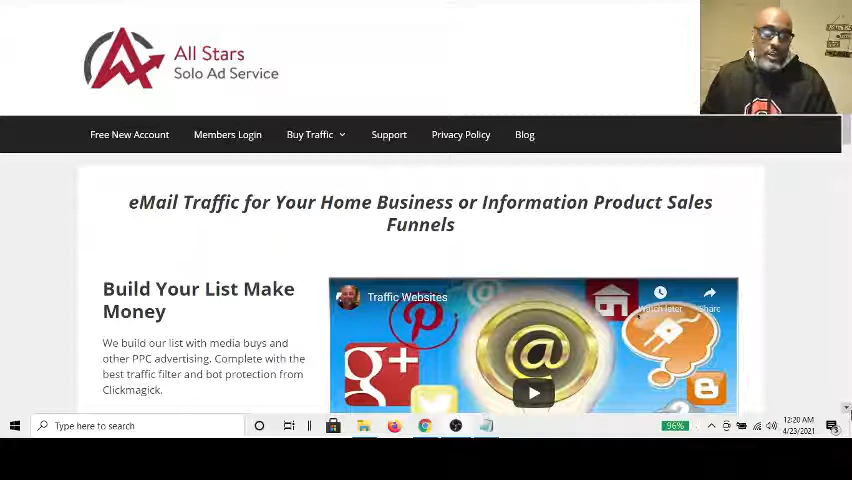 All Stars
Solo Ad Service
Free New Account Members Login Buy Traffic Support Privacy Policy Blog
eMail Traffic for Your Home Business or Information Product Sales
Funnels
Build Your List Make
Money
We build our list with media buys and
other PPC advertising. Complete with the
best traffic filter and bot protection from
Clickmagick.
Traffic Websites
Watch later
Share
@
g+
Type here to search
96%
12:20 AM
4/23/2021